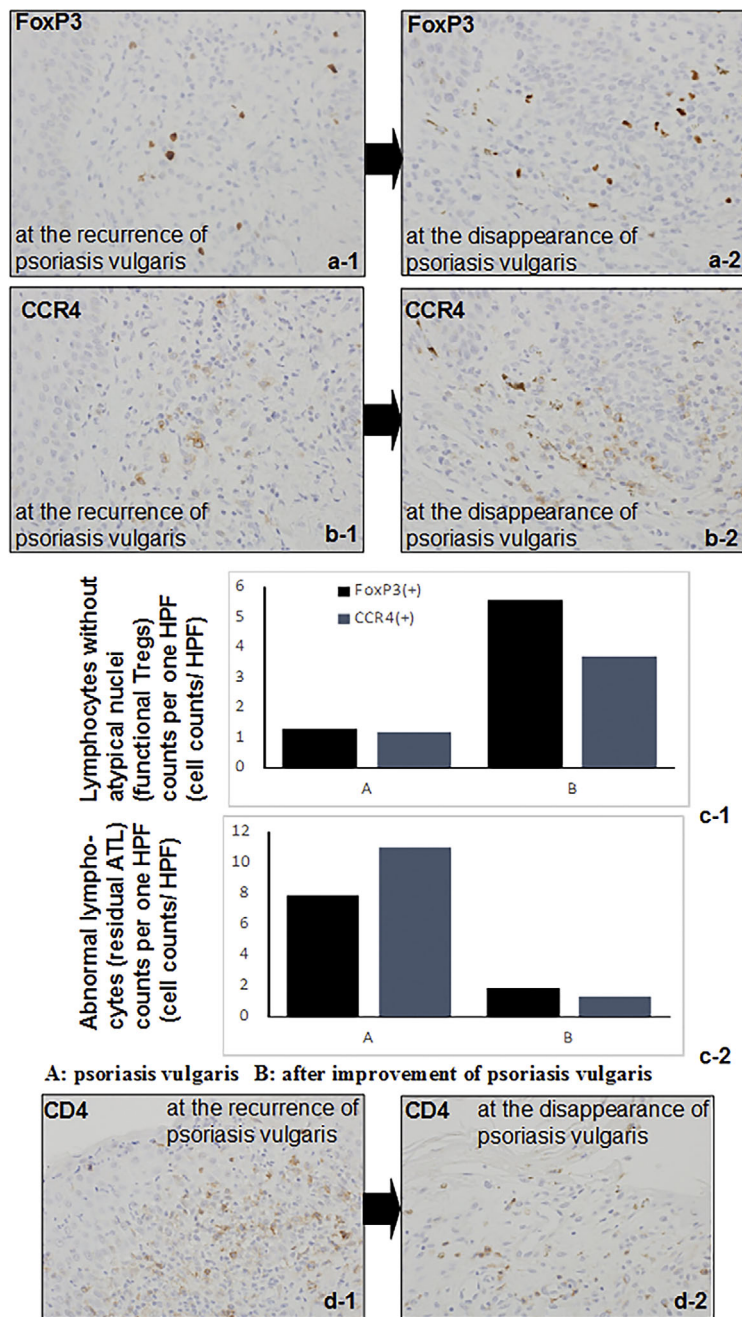 FoxP3
at the recurrence of
psoriasis vulgaris
a-1
FoxP3
at the disappearance of
psoriasis vulgaris
a-2
CCR4
at the recurrence of
psoriasis vulgaris
b-1
CCR4
at the disappearance of
psoriasis vulgaris
b-2
Lymphocytes without
atypical nuclei
(functional Tregs)
counts per one HPF
(cell counts/ HPF)
6
5
4
3
2
1
0
FoxP3(+)
CCR4(+)
A
B
c-1
Abnormal lympho-
cytes (residual ATL)
counts per one HPF
(cell counts/ HPF)
12
10
8
6
4
2
0
A
B
c-2
A: psoriasis vulgaris B: after improvement of psoriasis vulgaris
CD4
at the recurrence of
psoriasis vulgaris
d-1
CD4
at the disappearance of
psoriasis vulgaris
d-2